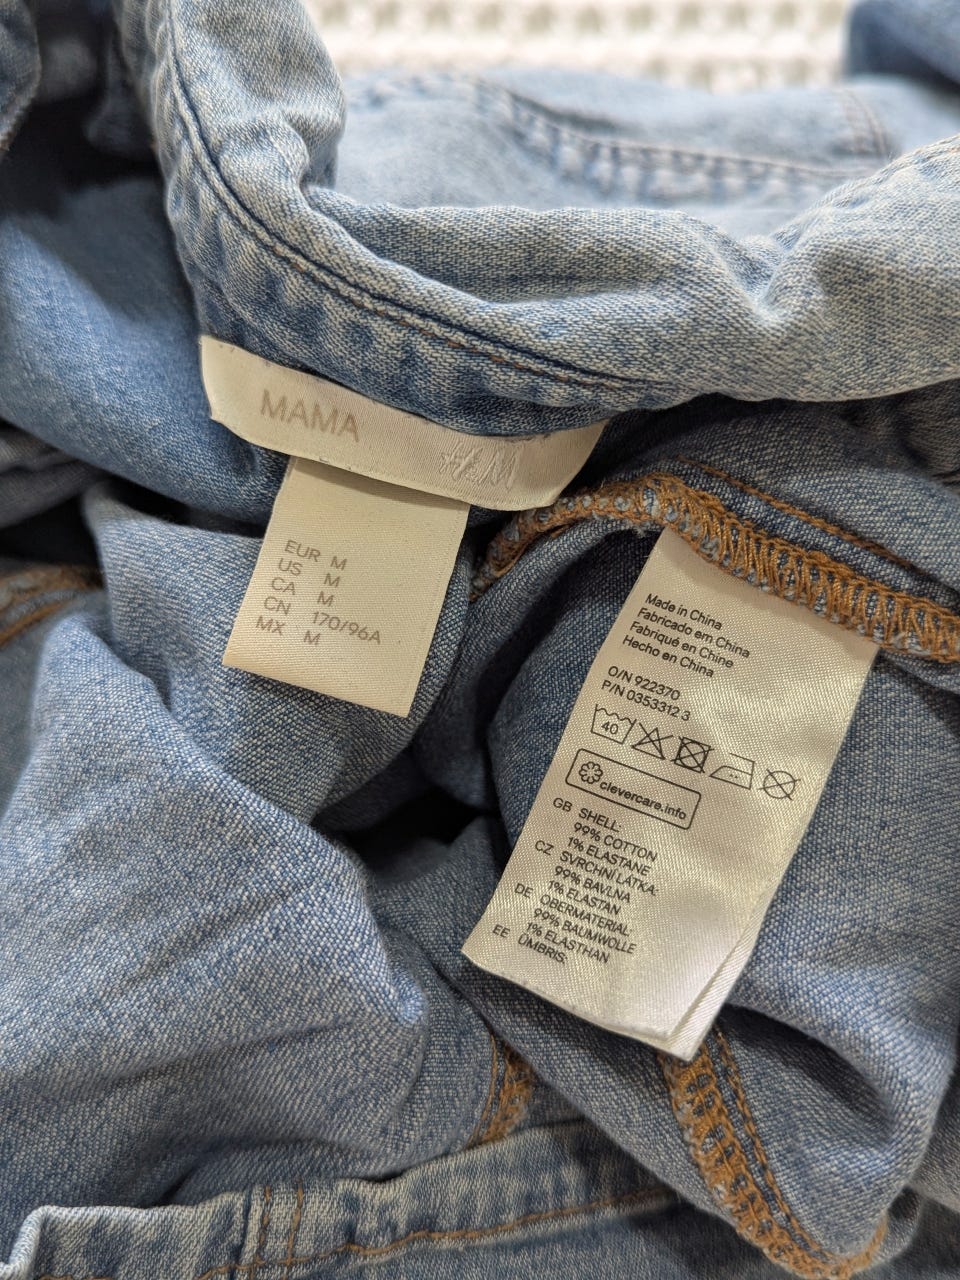 MAMA
H&M
EUR M
US M
CA M
CN 170/96A
MX M
Made in China
Fabricado em China
Fabriqué en Chine
Hecho en China
O/N 922370
P/N 0353312 3
40
clevercare.info
GB SHELL:
99% COTTON
1% ELASTANE
CZ SVRCHNÍ LÁTKA:
99% BAVLNA
1% ELASTAN
DE OBERMATERIAL:
99% BAUMWOLLE
1% ELASTHAN
EE ÜMBRIS: